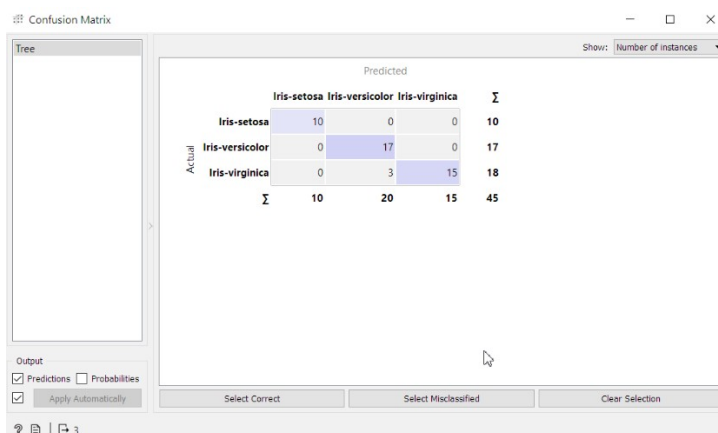 Confusion Matrix
Tree
Show: Number of instances
Predicted
Iris-setosa Iris-versicolor Iris-virginica Σ
Actual
Iris-setosa 10 0 0 10
Iris-versicolor 0 17 0 17
Iris-virginica 0 3 15 18
Σ 10 20 15 45
Output
Predictions Probabilities
Apply Automatically
Select Correct Select Misclassified Clear Selection
? 3